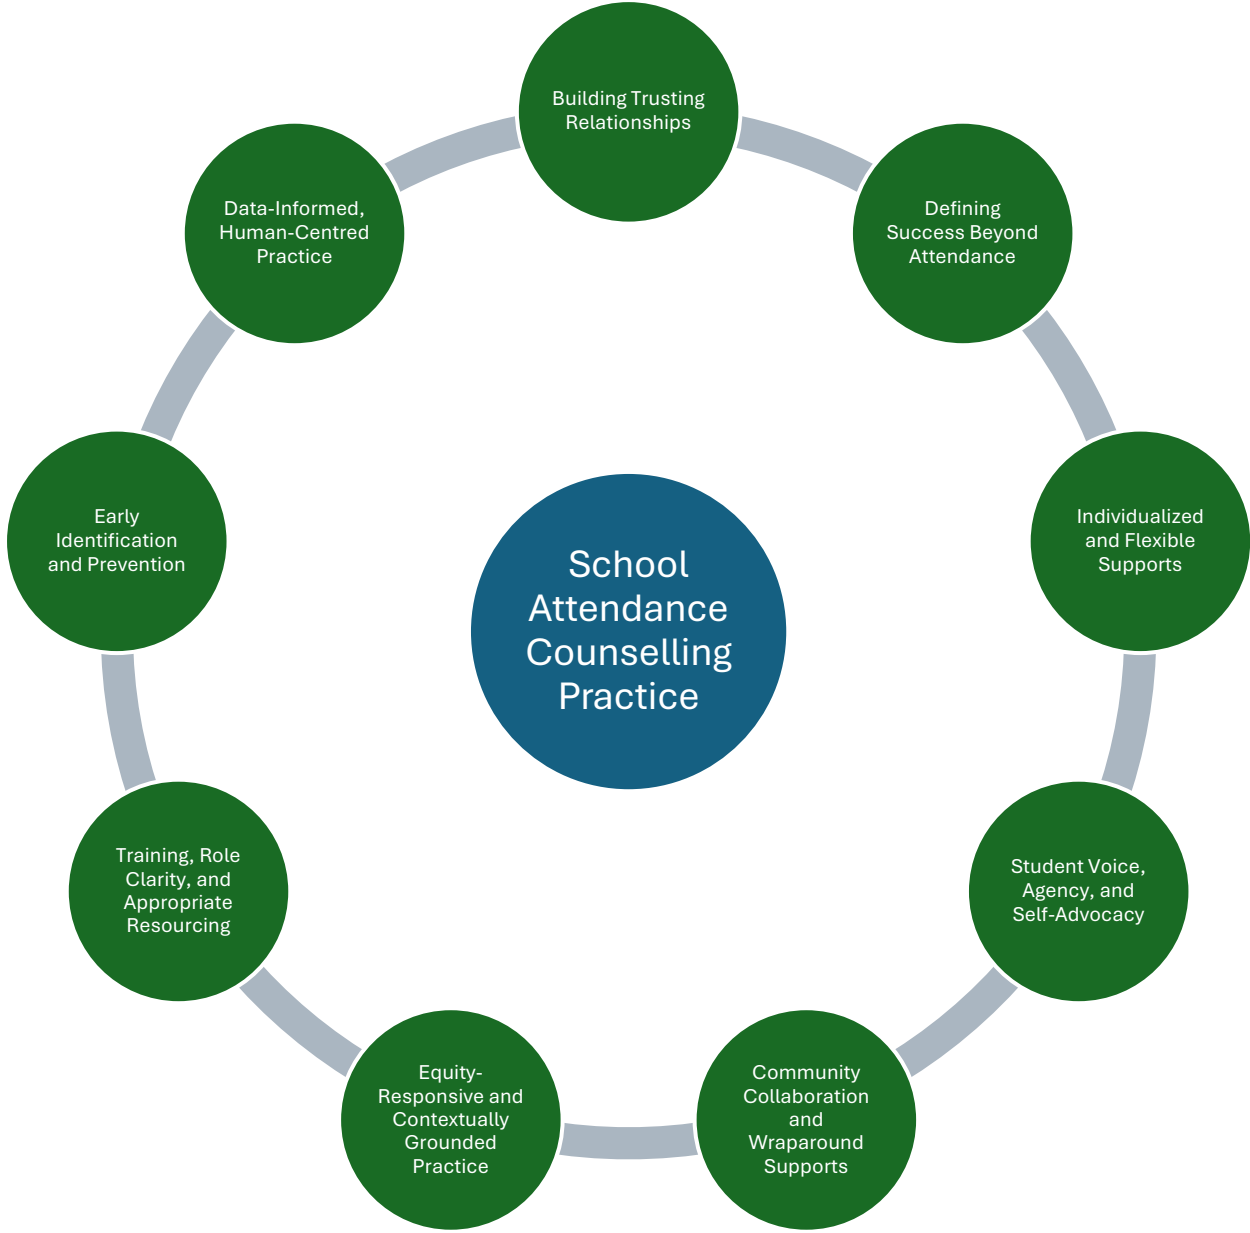 Building Trusting
Relationships
Defining
Success Beyond
Attendance
Individualized
and Flexible
Supports
Student Voice,
Agency, and
Self-Advocacy
Community
Collaboration
and
Wraparound
Supports
Equity-
Responsive and
Contextually
Grounded
Practice
Training, Role
Clarity, and
Appropriate
Resourcing
Early
Identification
and Prevention
Data-Informed,
Human-Centred
Practice
School
Attendance
Counselling
Practice